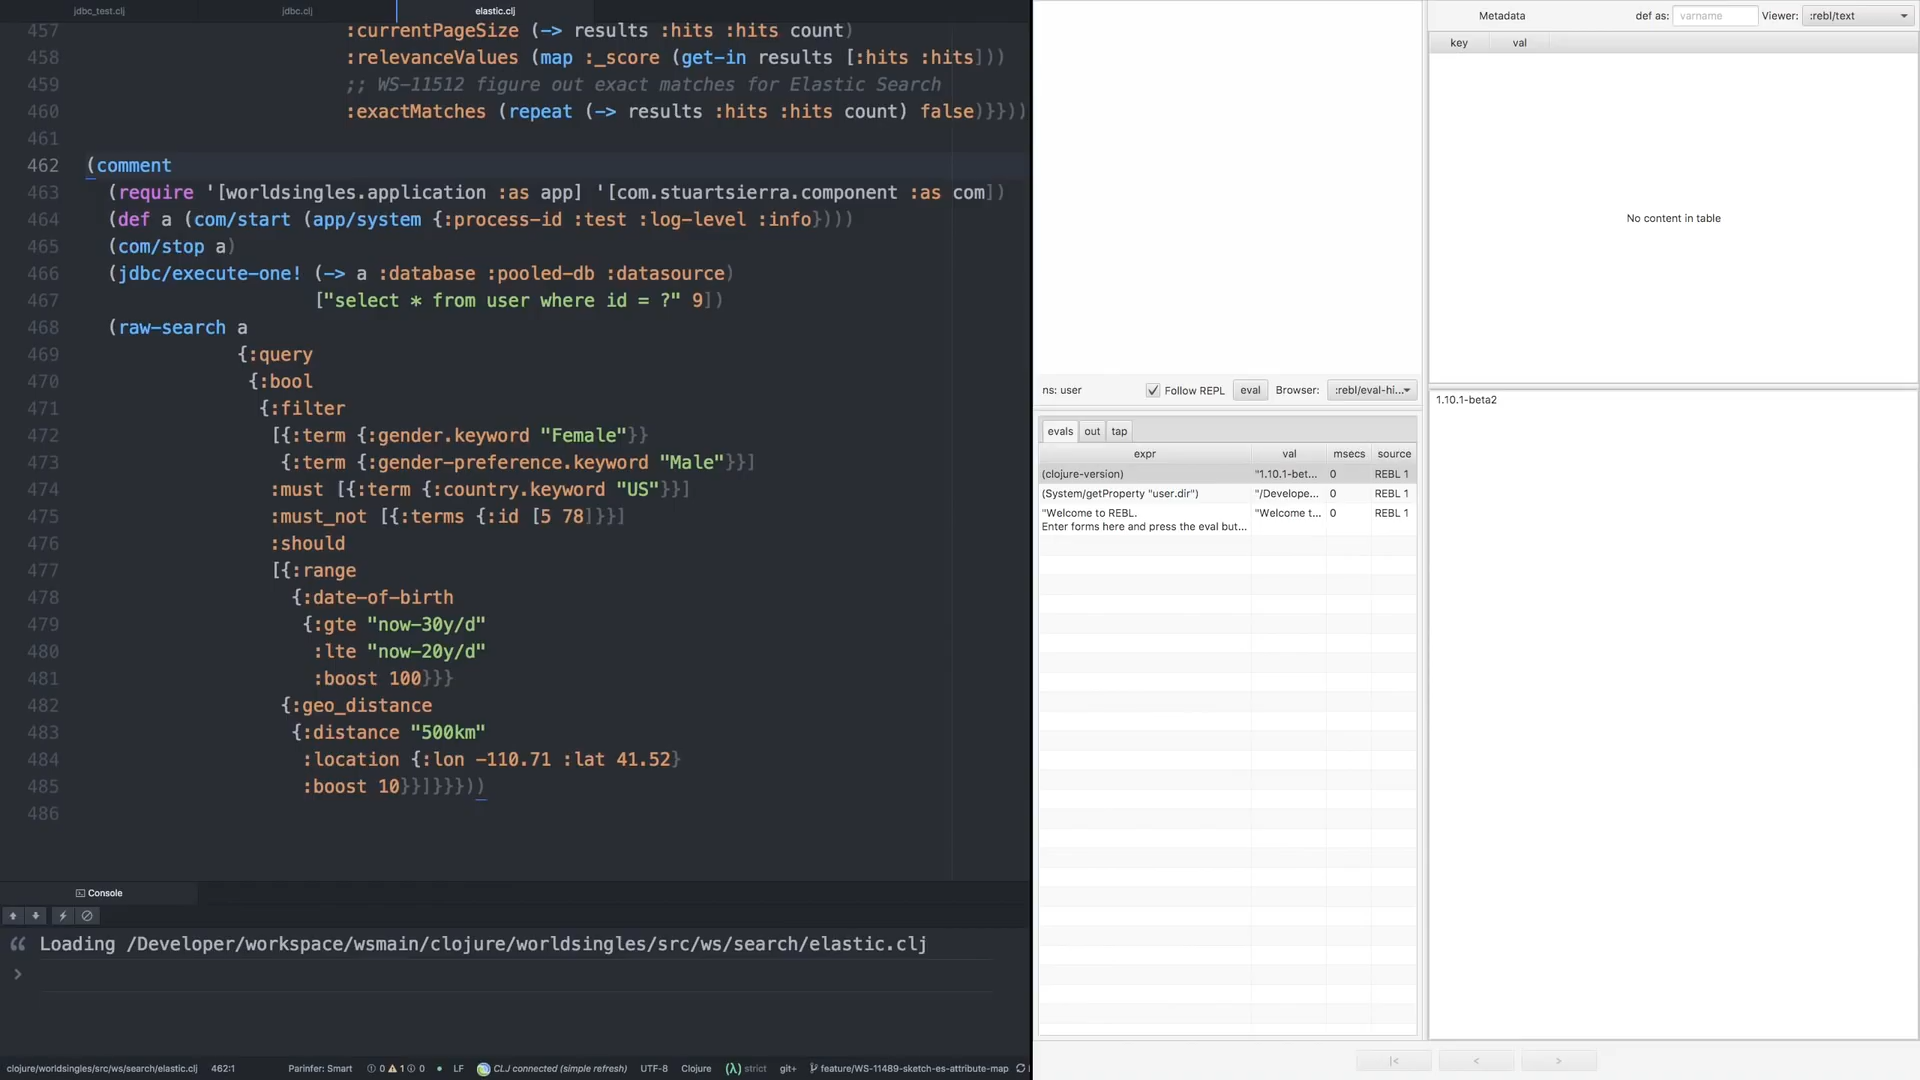 jdbc_test.clj
jdbc.clj
elastic.clj
457 :currentPageSize (-> results :hits :hits count)
458 :relevanceValues (map :_score (get-in results [:hits :hits]))
459 ;; WS-11512 figure out exact matches for Elastic Search
460 :exactMatches (repeat (-> results :hits :hits count) false)}}))
461
462 (comment
463 (require '[worldsingles.application :as app] '[com.stuartsierra.component :as com])
464 (def a (com/start (app/system {:process-id :test :log-level :info})))
465 (com/stop a)
466 (jdbc/execute-one! (-> a :database :pooled-db :datasource)
467 ["select * from user where id = ?" 9])
468 (raw-search a
469 {:query
470 {:bool
471 {:filter
472 [{:term {:gender.keyword "Female"}}
473 {:term {:gender-preference.keyword "Male"}}]
474 :must [{:term {:country.keyword "US"}}]
475 :must_not [{:terms {:id [5 78]}}]
476 :should
477 [{:range
478 {:date-of-birth
479 {:gte "now-30y/d"
480 :lte "now-20y/d"
481 :boost 100}}}
482 {:geo_distance
483 {:distance "500km"
484 :location {:lon -110.71 :lat 41.52}
485 :boost 10}}]}}}))
486
Console
Loading /Developer/workspace/wsmain/clojure/worldsingles/src/ws/search/elastic.clj
>
clojure/worldsingles/src/ws/search/elastic.clj 462:1 Parinfer: Smart 0 1 0 LF CLJ connected (simple refresh) UTF-8 Clojure (λ) strict git+ feature/WS-11489-sketch-es-attribute-map
ns: user Follow REPL eval Browser: :rebl/eval-hi...
evals out tap
expr val msecs source
(clojure-version) "1.10.1-bet... 0 REBL 1
(System/getProperty "user.dir") "/Develope... 0 REBL 1
"Welcome to REBL. "Welcome t... 0 REBL 1
Enter forms here and press the eval but...
Metadata def as: varname Viewer: :rebl/text
key val
No content in table
1.10.1-beta2
|< < >